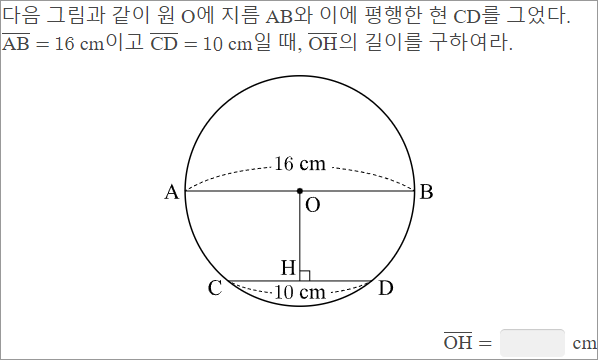 다음 그림과 같이 원 O에 지름 AB와 이에 평행한 현 CD를 그었다.
AB = 16 cm이고 CD = 10 cm일 때, OH의 길이를 구하여라.
16 cm
A
B
O
H
C
10 cm
D
OH = cm